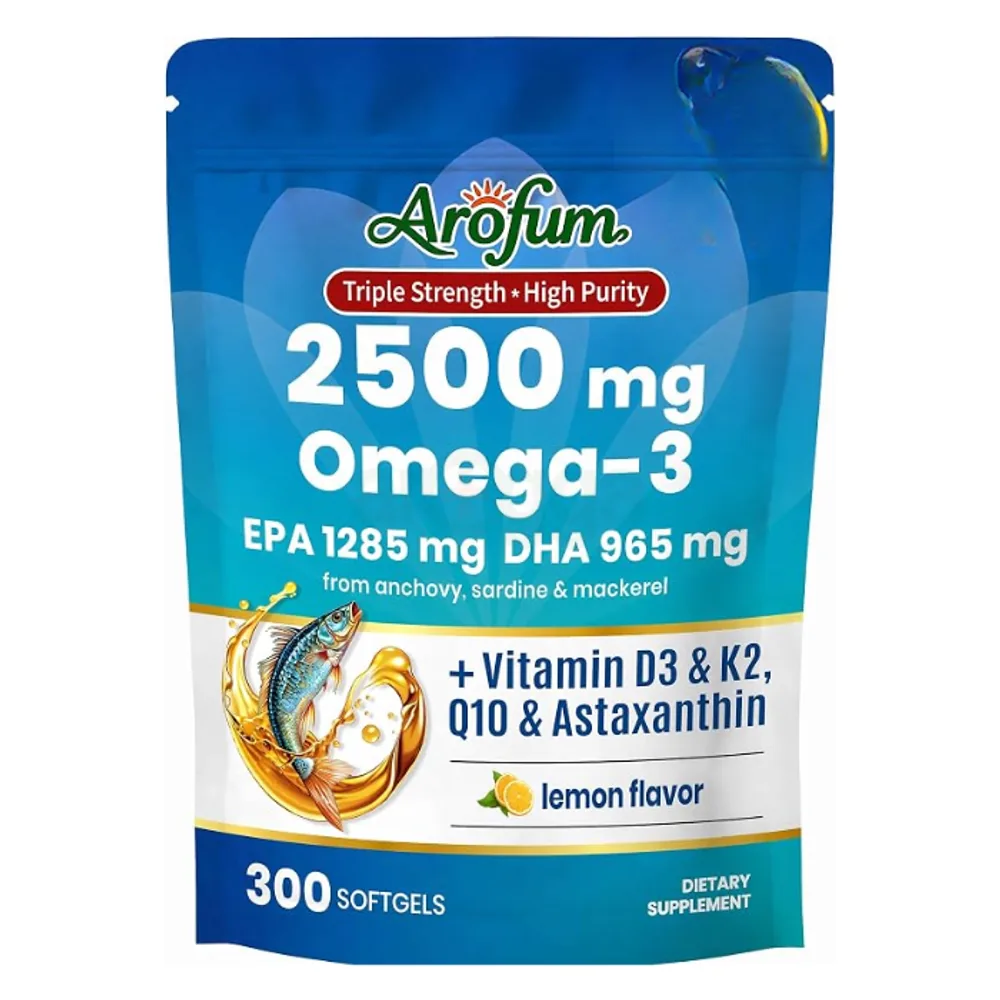 Arofum
Triple Strength * High Purity
2500 mg
Omega-3
EPA 1285 mg DHA 965 mg
from anchovy, sardine & mackerel
+ Vitamin D3 & K2,
Q10 & Astaxanthin
lemon flavor
300 SOFTGELS
DIETARY
SUPPLEMENT